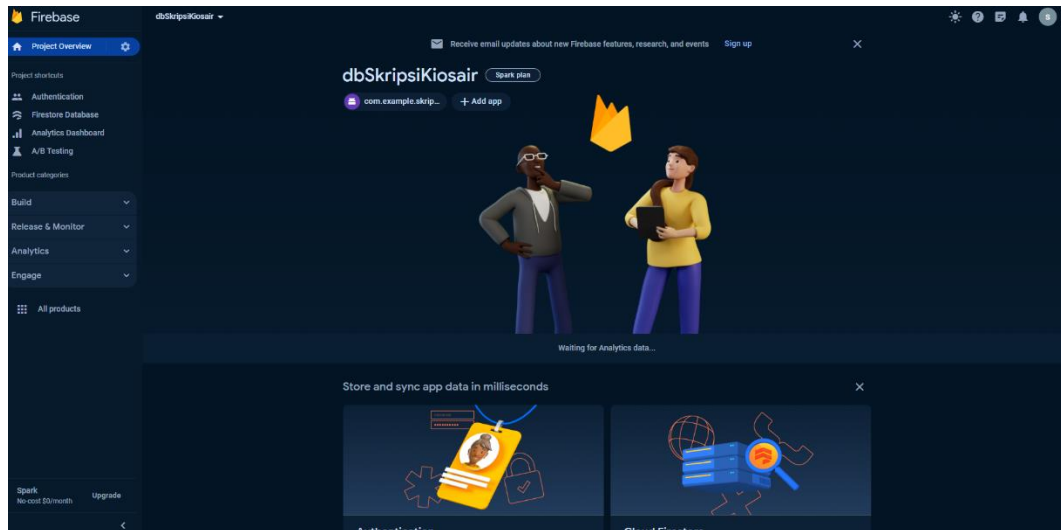 Firebase
dbSkripsiKiosair
Project Overview
Receive email updates about new Firebase features, research, and events Sign up
Project shortcuts
Authentication
Firestore Database
Analytics Dashboard
A/B Testing
Product categories
Build
Release & Monitor
Analytics
Engage
All products
Spark
No-cost $0/month
Upgrade
dbSkripsiKiosair Spark plan
com.example.skrip... + Add app
Waiting for Analytics data...
Store and sync app data in milliseconds
Authentication
Cloud Firestore
S